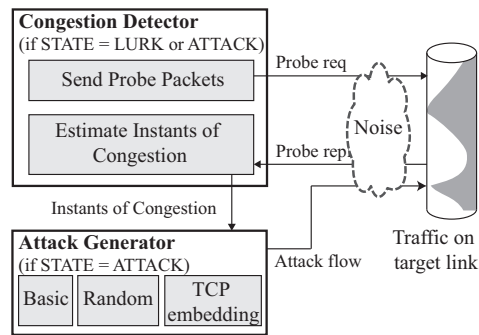 Congestion Detector
(if STATE = LURK or ATTACK)
Send Probe Packets
Estimate Instants of
Congestion
Probe req
Noise
Probe rep
Instants of Congestion
Attack Generator
(if STATE = ATTACK)
Basic
Random
TCP
embedding
Attack flow
Traffic on
target link